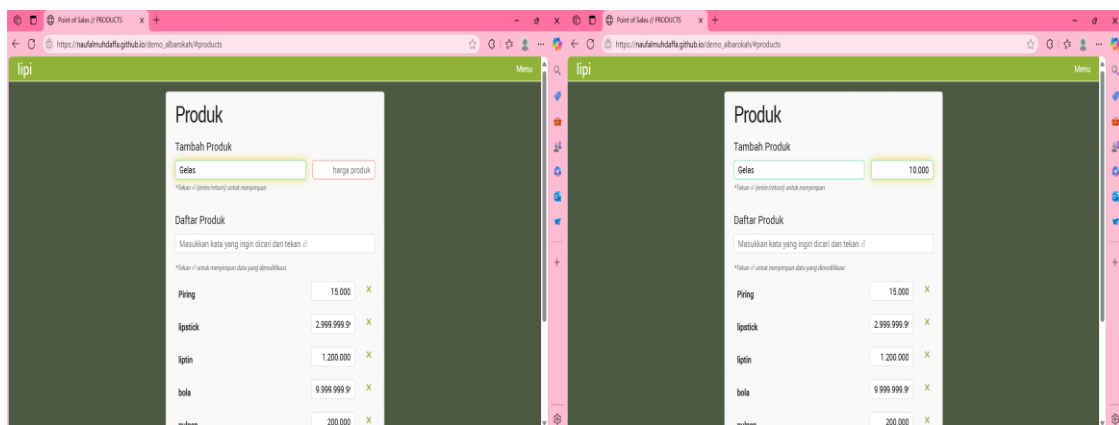 Point of Sales // PRODUCTS
https://naufalmuhdaffa.github.io/demo_albarokah/#products
lipi
Menu
Produk
Tambah Produk
Gelas
harga produk
*Tekan ⏎ (enter/return) untuk menyimpan
Daftar Produk
Masukkan kata yang ingin dicari dan tekan ⏎
*Tekan ⏎ untuk menyimpan data yang dimodifikasi
Piring 15.000 X
lipstick 2.999.999.9 X
liptin 1.200.000 X
bola 9.999.999.9 X
200.000 X
Point of Sales // PRODUCTS
https://naufalmuhdaffa.github.io/demo_albarokah/#products
lipi
Menu
Produk
Tambah Produk
Gelas
10.000
*Tekan ⏎ (enter/return) untuk menyimpan
Daftar Produk
Masukkan kata yang ingin dicari dan tekan ⏎
*Tekan ⏎ untuk menyimpan data yang dimodifikasi
Piring 15.000 X
lipstick 2.999.999.9 X
liptin 1.200.000 X
bola 9.999.999.9 X
200.000 X